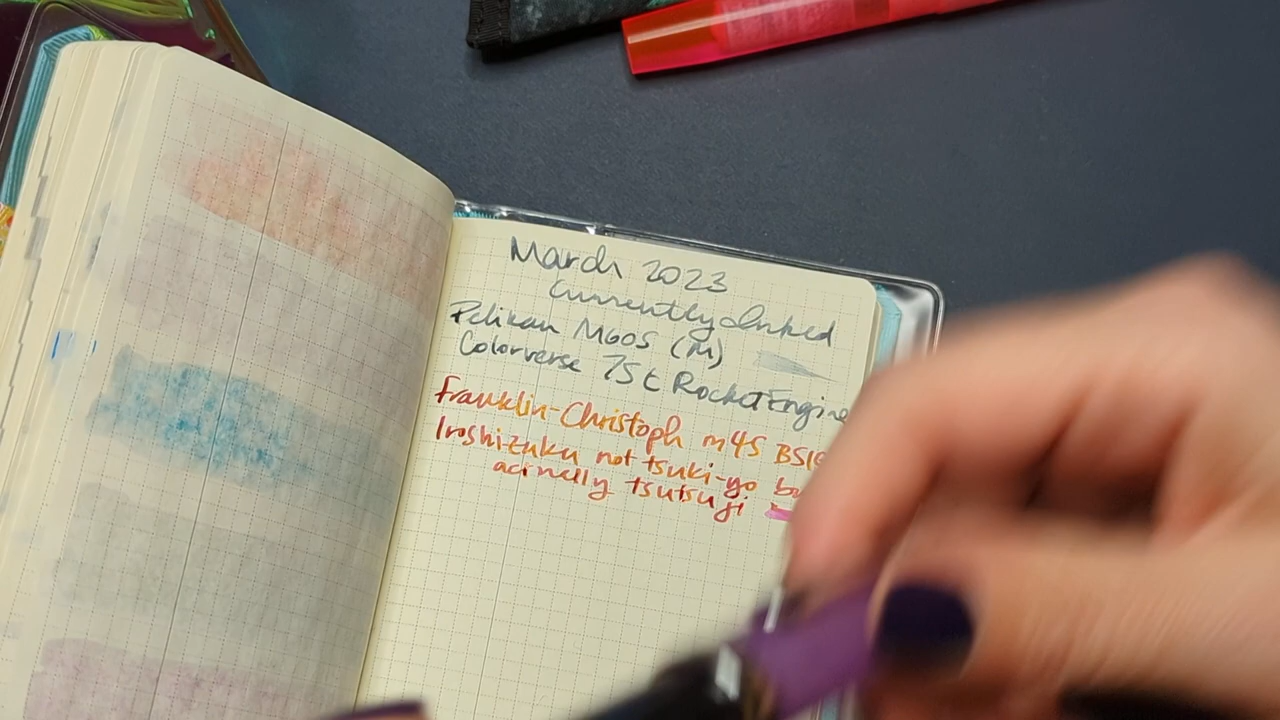 March 2023
Currently Inked
Pelikan M605 (M)
Colorverse 75t Rocket Engine
Franklin-Christoph m45
Iroshizuku not tsuki-yo
actually tsutsuji